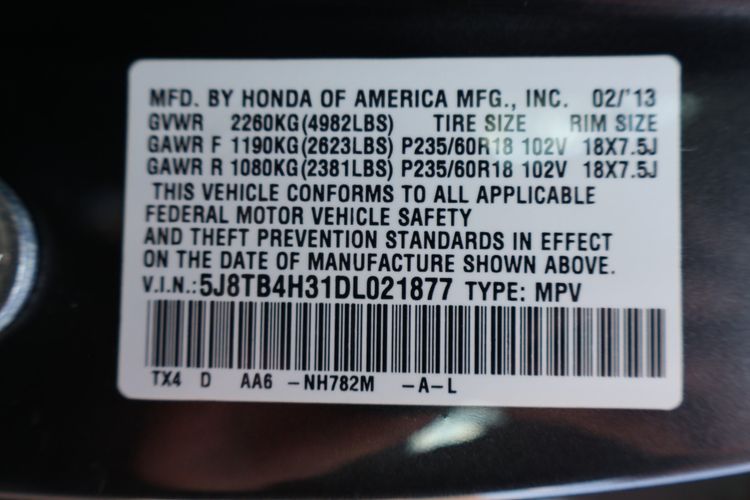 MFD. BY HONDA OF AMERICA MFG., INC. 02/'13
GVWR 2260KG(4982LBS) TIRE SIZE RIM SIZE
GAWR F 1190KG(2623LBS) P235/60R18 102V 18X7.5J
GAWR R 1080KG(2381LBS) P235/60R18 102V 18X7.5J
THIS VEHICLE CONFORMS TO ALL APPLICABLE
FEDERAL MOTOR VEHICLE SAFETY
AND THEFT PREVENTION STANDARDS IN EFFECT
ON THE DATE OF MANUFACTURE SHOWN ABOVE.
V.I.N.:5J8TB4H31DL021877 TYPE: MPV
TX4 D AA6 -NH782M -A-L